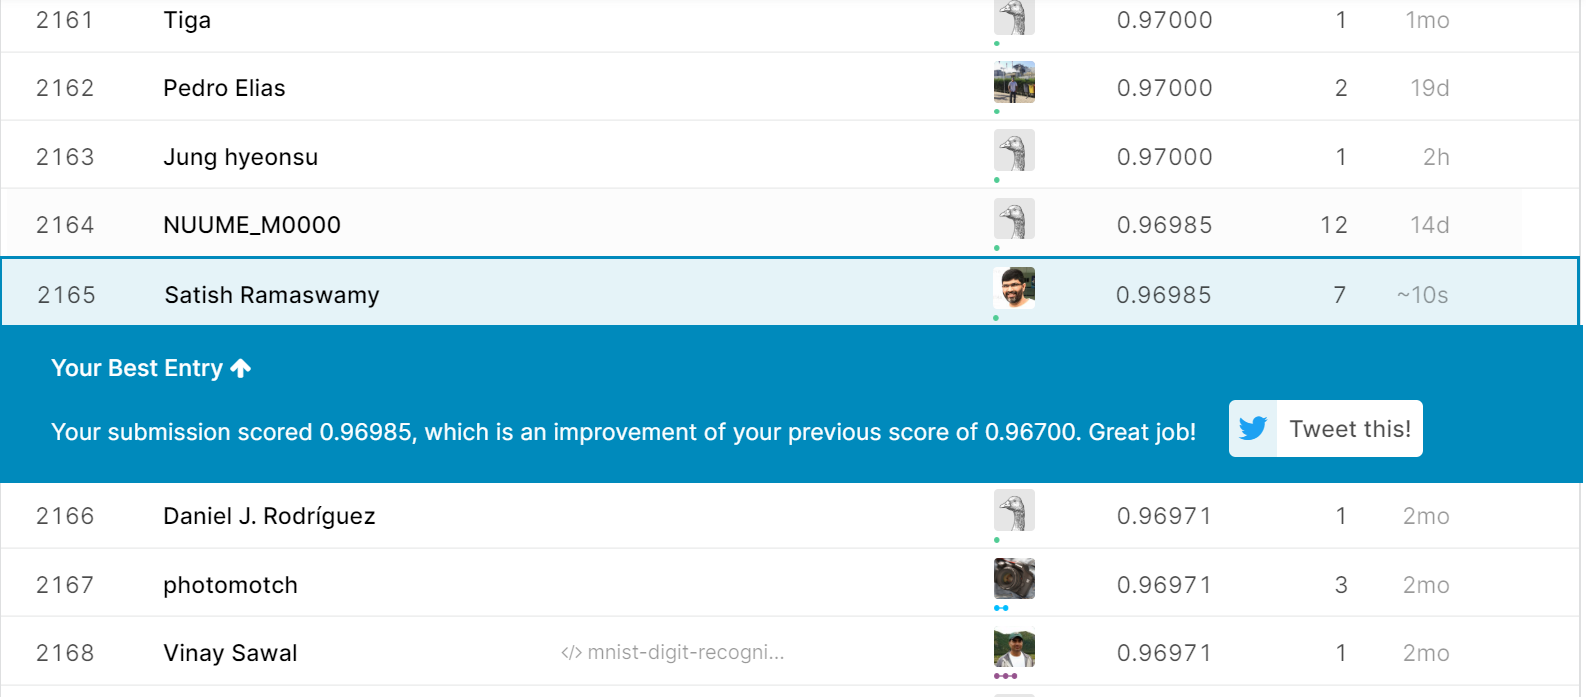 2161 Tiga 0.97000 1 1mo
2162 Pedro Elias 0.97000 2 19d
2163 Jung hyeonsu 0.97000 1 2h
2164 NUUME_M0000 0.96985 12 14d
2165 Satish Ramaswamy 0.96985 7 ~10s
Your Best Entry
Your submission scored 0.96985, which is an improvement of your previous score of 0.96700. Great job! Tweet this!
2166 Daniel J. Rodríguez 0.96971 1 2mo
2167 photomotch 0.96971 3 2mo
2168 Vinay Sawal </> mnist-digit-recogni... 0.96971 1 2mo